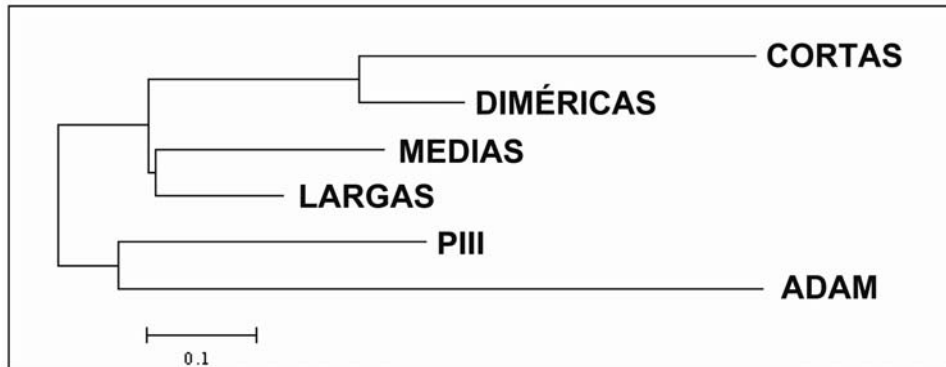 CORTAS
DIMÉRICAS
MEDIAS
LARGAS
PIII
ADAM
0.1